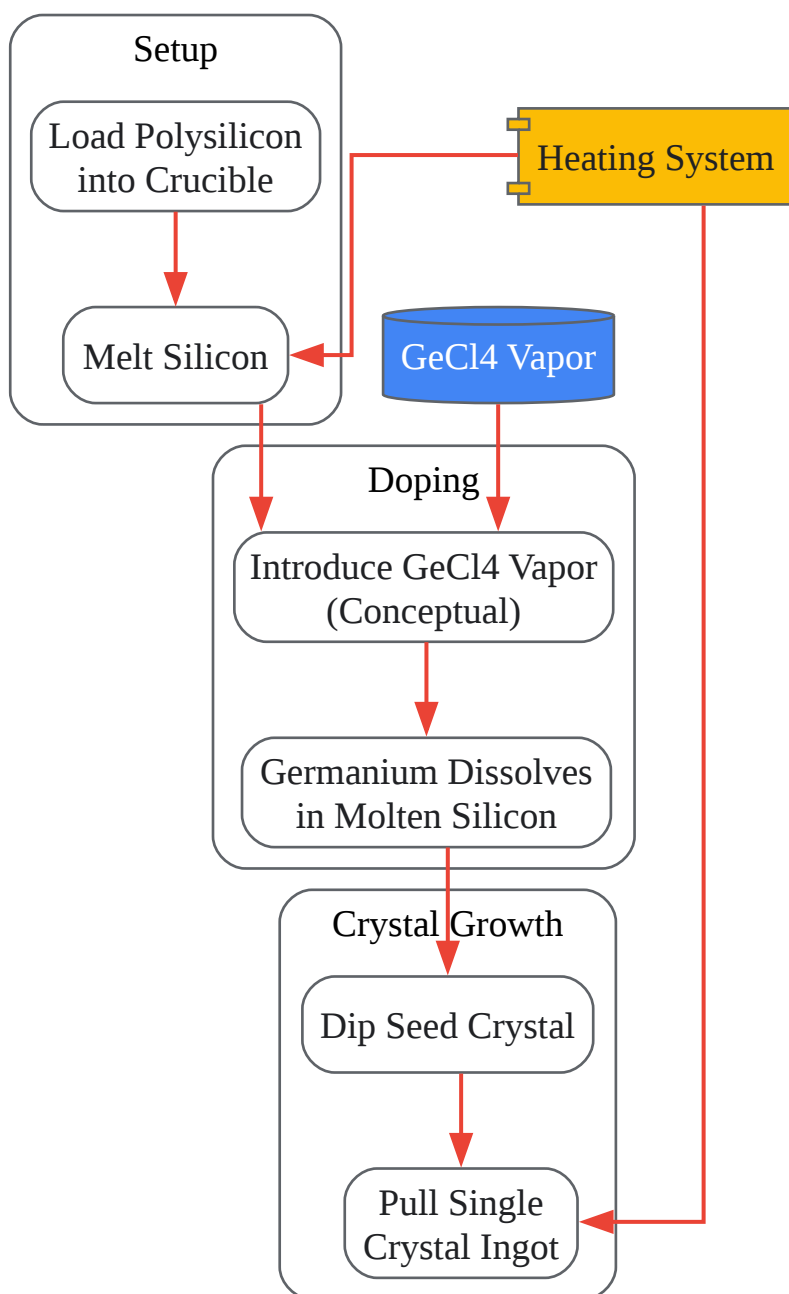 Setup
Load Polysilicon
into Crucible
Heating System
Melt Silicon
GeCl4 Vapor
Doping
Introduce GeCl4 Vapor
(Conceptual)
Germanium Dissolves
in Molten Silicon
Crystal Growth
Dip Seed Crystal
Pull Single
Crystal Ingot